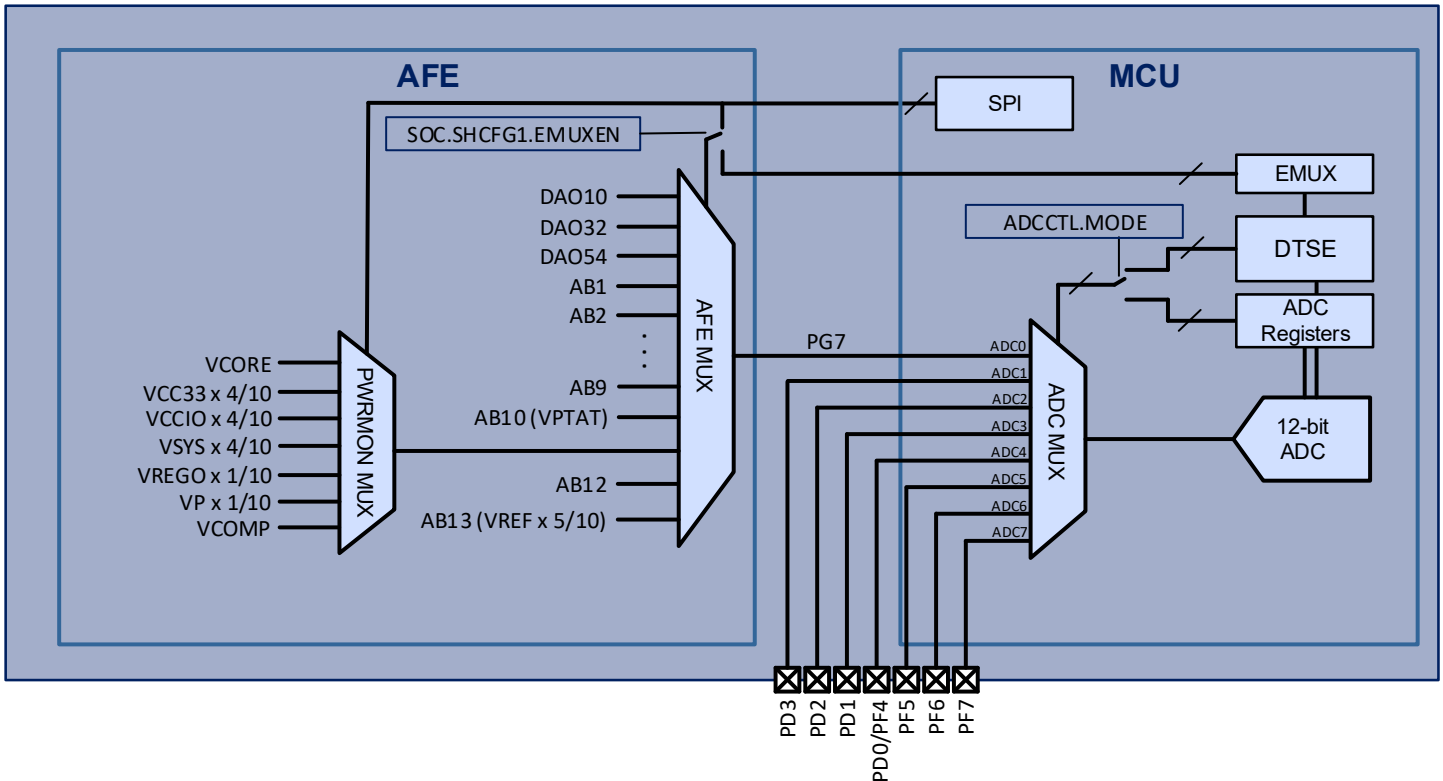 AFE
MCU
SPI
SOC.SHCFG1.EMUXEN
EMUX
DAO10
DAO32
DAO54
AB1
AB2
AB9
AB10 (VPTAT)
AB12
AB13 (VREF x 5/10)
AFE MUX
ADCCTL.MODE
DTSE
ADC
Registers
VCORE
VCC33 x 4/10
VCCIO x 4/10
VSYS x 4/10
VREGO x 1/10
VP x 1/10
VCOMP
PWRMON MUX
PG7
ADC0
ADC1
ADC2
ADC3
ADC4
ADC5
ADC6
ADC7
ADC MUX
12-bit
ADC
PD3
PD2
PD1
PD0/PF4
PF5
PF6
PF7